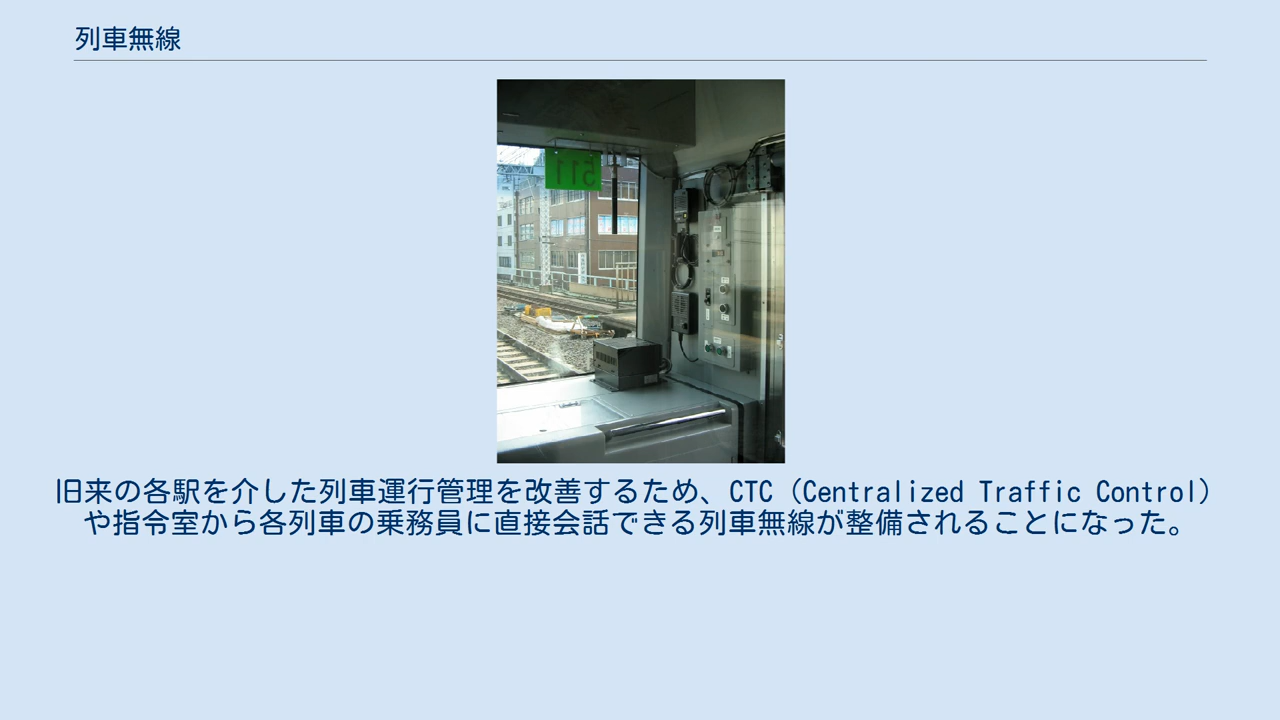 列車無線
511
旧来の各駅を介した列車運行管理を改善するため、CTC（Centralized Traffic Control）
や指令室から各列車の乗務員に直接会話できる列車無線が整備されることになった。